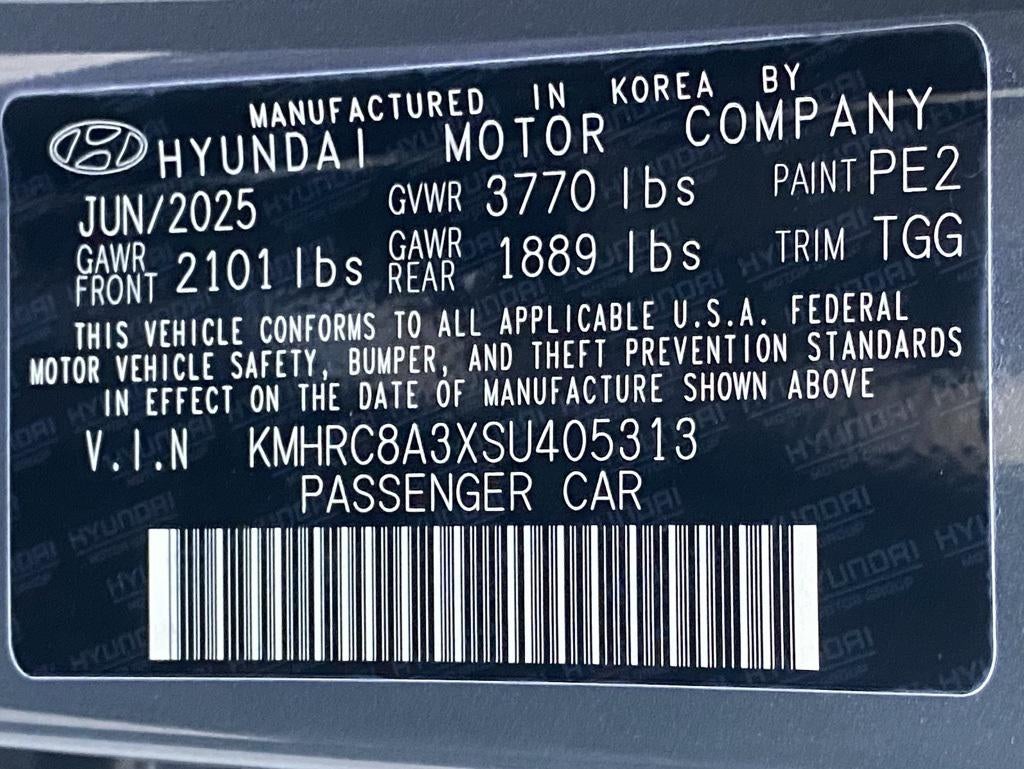 MANUFACTURED IN KOREA BY
HYUNDAI MOTOR COMPANY
JUN/2025 GVWR 3770 lbs PAINT PE2
GAWR FRONT 2101 lbs GAWR REAR 1889 lbs TRIM TGG
THIS VEHICLE CONFORMS TO ALL APPLICABLE U.S.A. FEDERAL
MOTOR VEHICLE SAFETY, BUMPER, AND THEFT PREVENTION STANDARDS
IN EFFECT ON THE DATE OF MANUFACTURE SHOWN ABOVE
V.I.N KMHRC8A3XSU405313
PASSENGER CAR